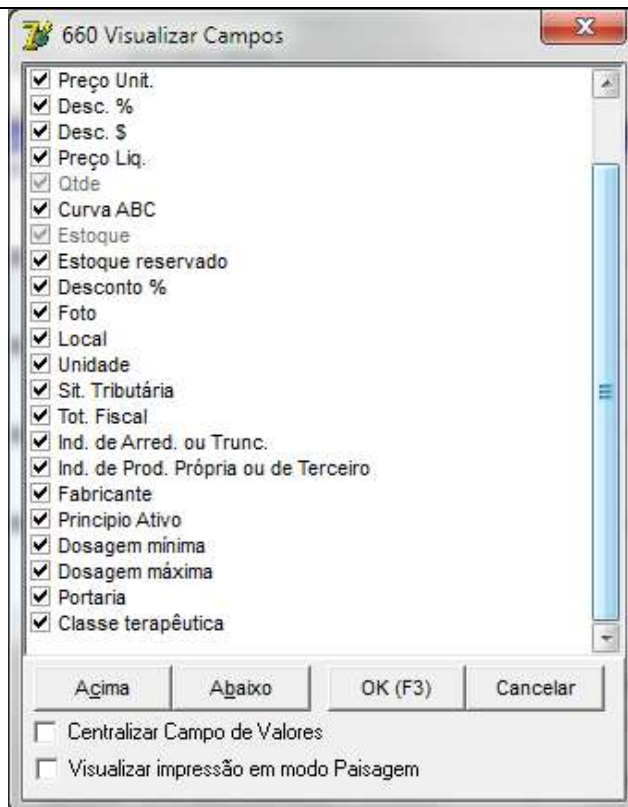 660 Visualizar Campos
Preço Unit.
Desc. %
Desc. $
Preço Liq.
Qtde
Curva ABC
Estoque
Estoque reservado
Desconto %
Foto
Local
Unidade
Sit. Tributária
Tot. Fiscal
Ind. de Arred. ou Trunc.
Ind. de Prod. Própria ou de Terceiro
Fabricante
Principio Ativo
Dosagem mínima
Dosagem máxima
Portaria
Classe terapêutica
Acima Abaixo OK (F3) Cancelar
Centralizar Campo de Valores
Visualizar impressão em modo Paisagem